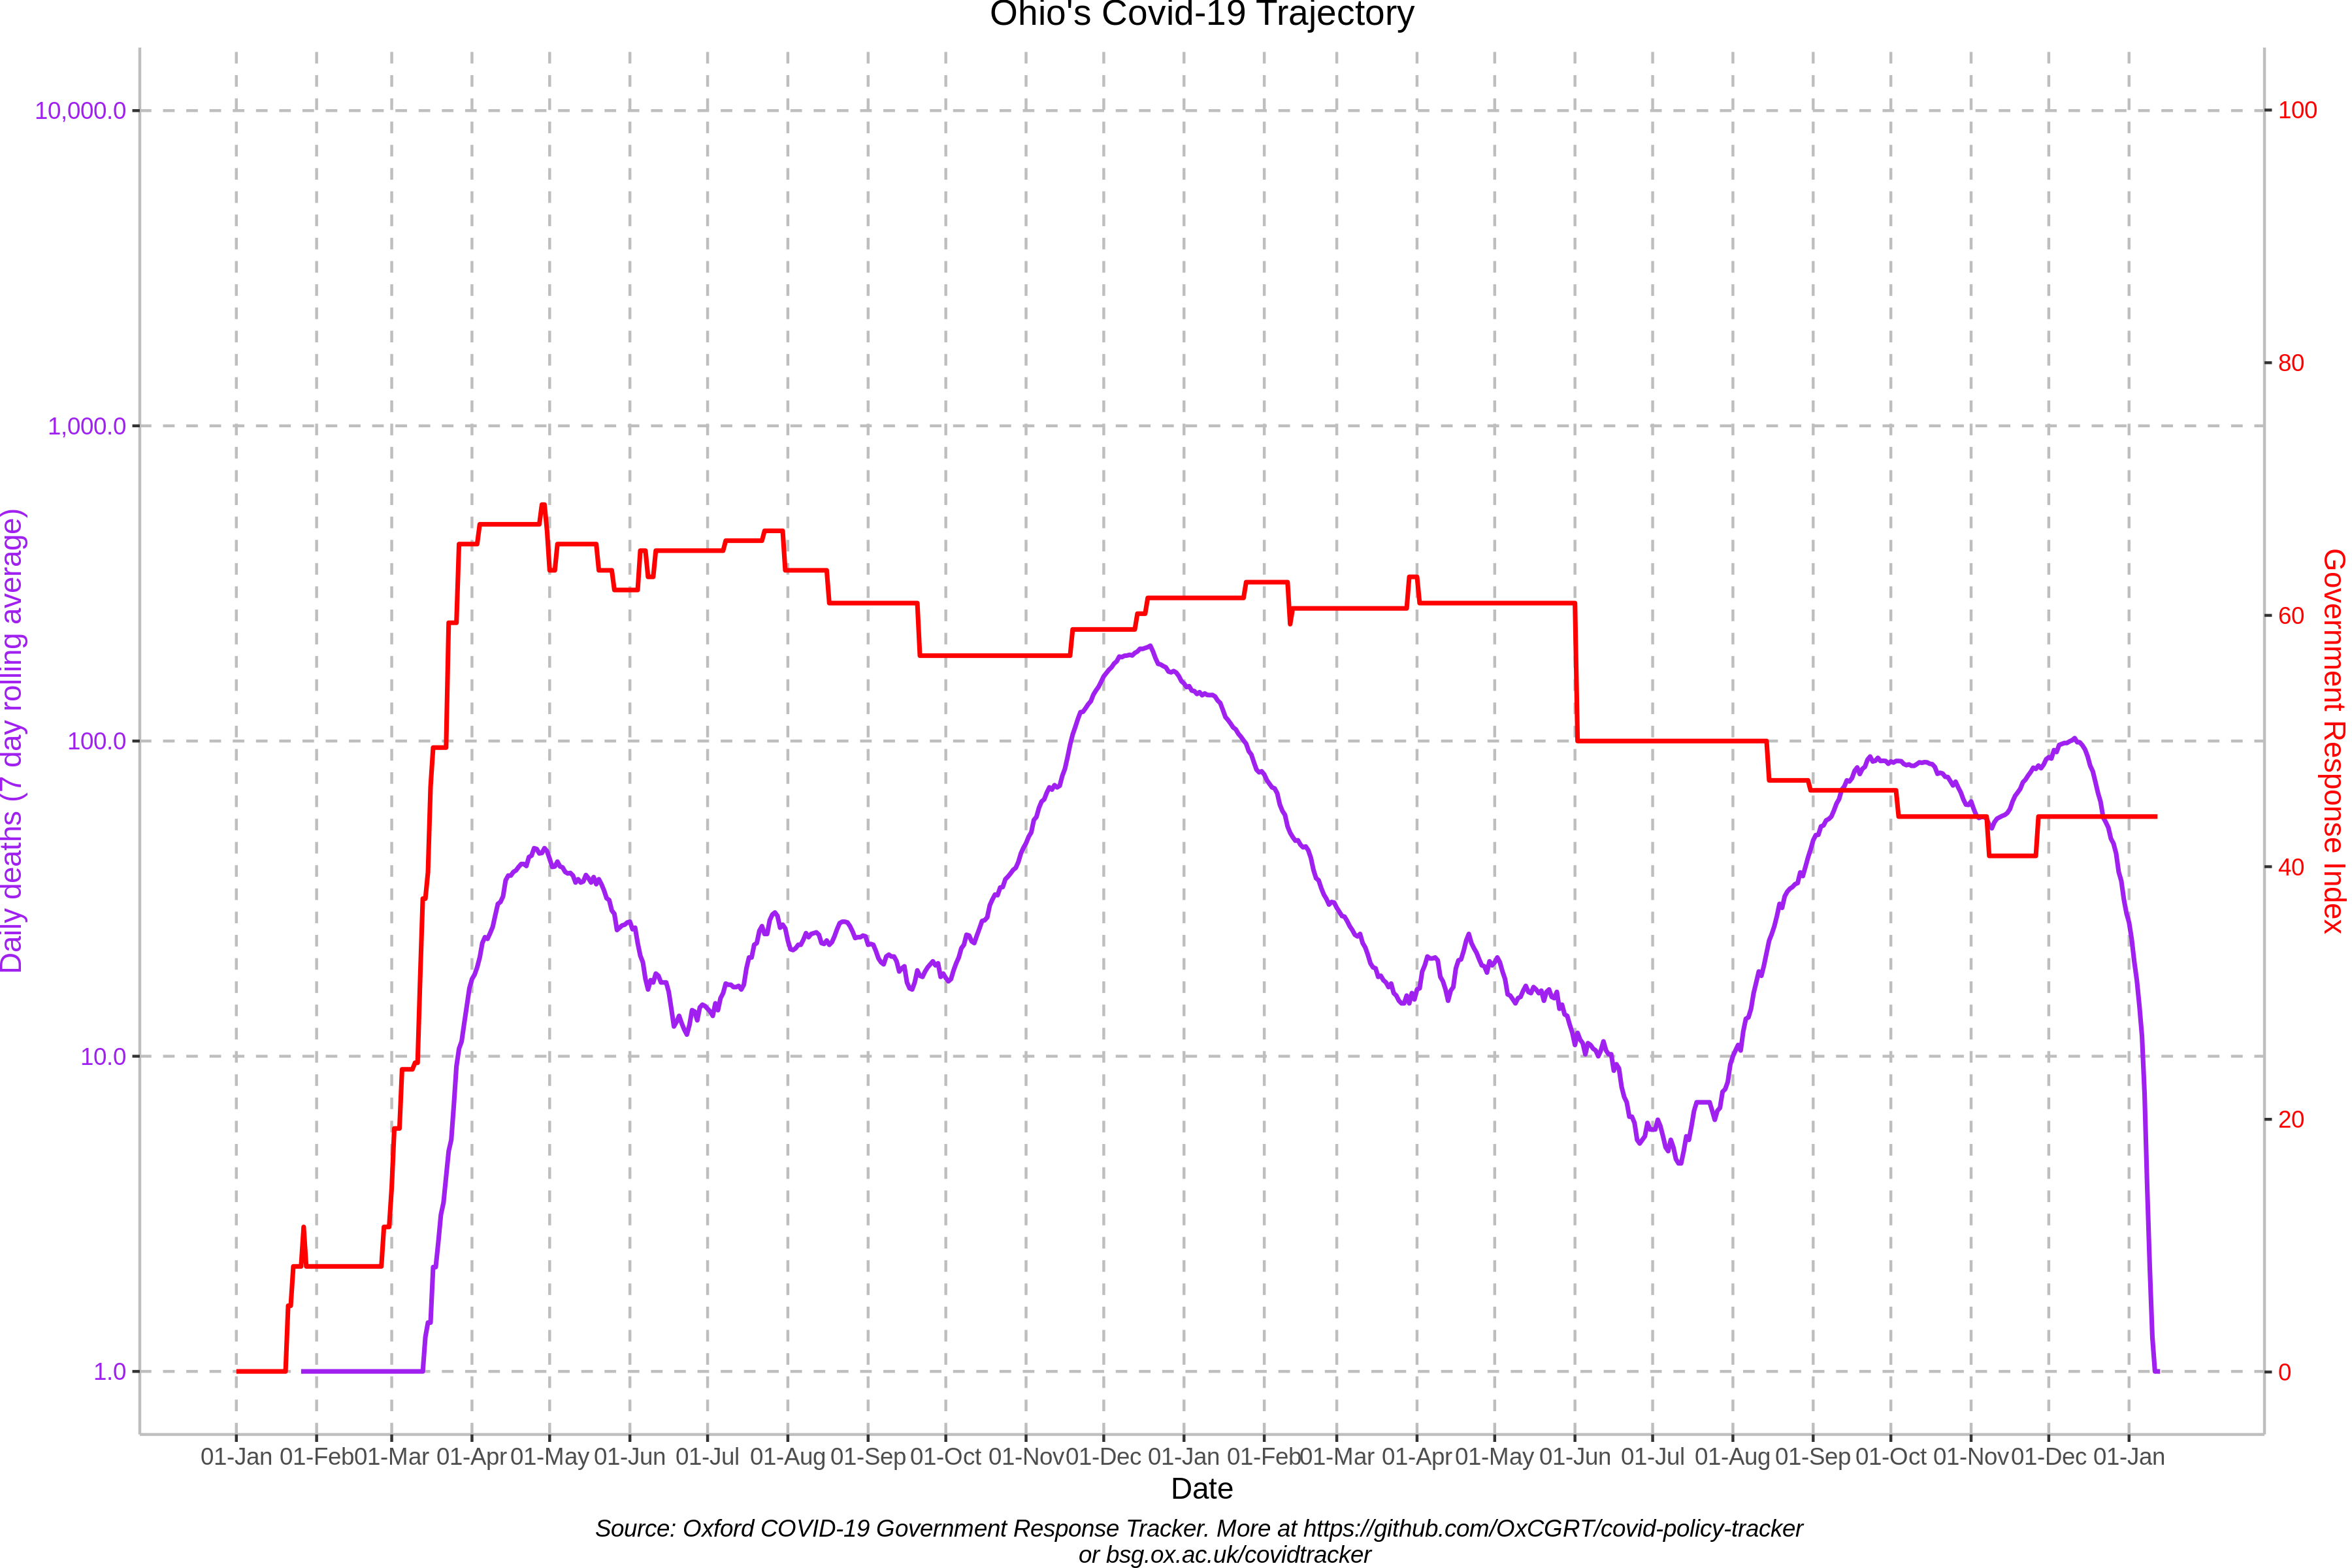 Ohio's Covid-19 Trajectory
10,000.0
1,000.0
100.0
10.0
1.0
Daily deaths (7 day rolling average)
100
80
60
40
20
0
Government Response Index
01-Jan 01-Feb 01-Mar 01-Apr 01-May 01-Jun 01-Jul 01-Aug 01-Sep 01-Oct 01-Nov 01-Dec 01-Jan 01-Feb 01-Mar 01-Apr 01-May 01-Jun 01-Jul 01-Aug 01-Sep 01-Oct 01-Nov 01-Dec 01-Jan
Date
Source: Oxford COVID-19 Government Response Tracker. More at https://github.com/OxCGRT/covid-policy-tracker
or bsg.ox.ac.uk/covidtracker